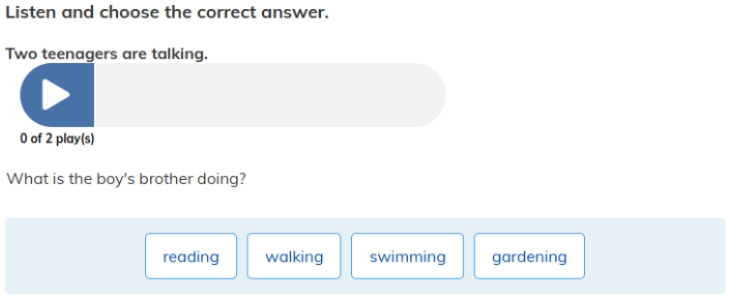 Listen and choose the correct answer.
Two teenagers are talking.
0 of 2 play(s)
What is the boy's brother doing?
reading walking swimming gardening